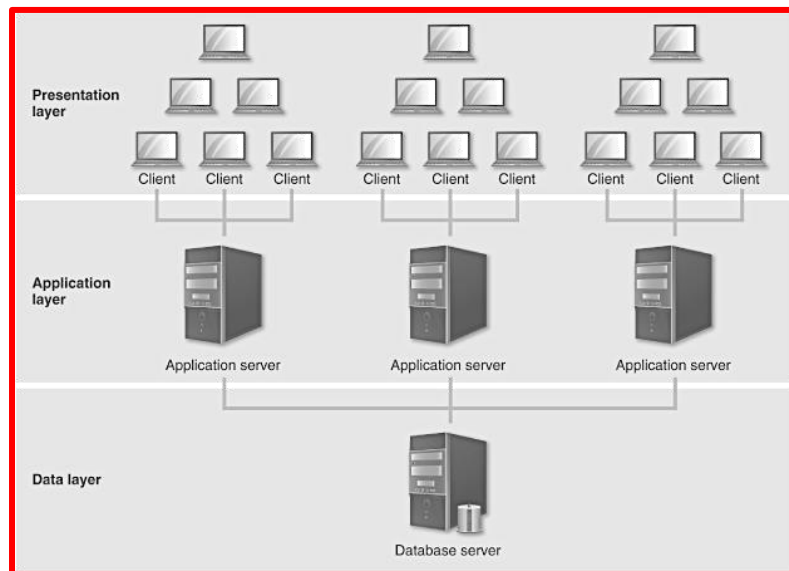 Presentation
layer
Client Client Client Client Client Client Client Client Client
Application
layer
Application server Application server Application server
Data layer
Database server